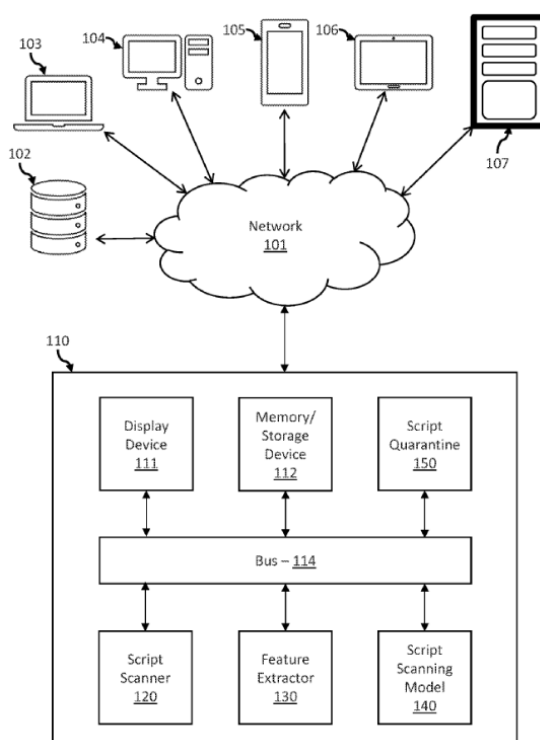 103
104
105
106
107
102
Network
101
110
Display
Device
111
Memory/
Storage
Device
112
Script
Quarantine
150
Bus – 114
Script
Scanner
120
Feature
Extractor
130
Script
Scanning
Model
140